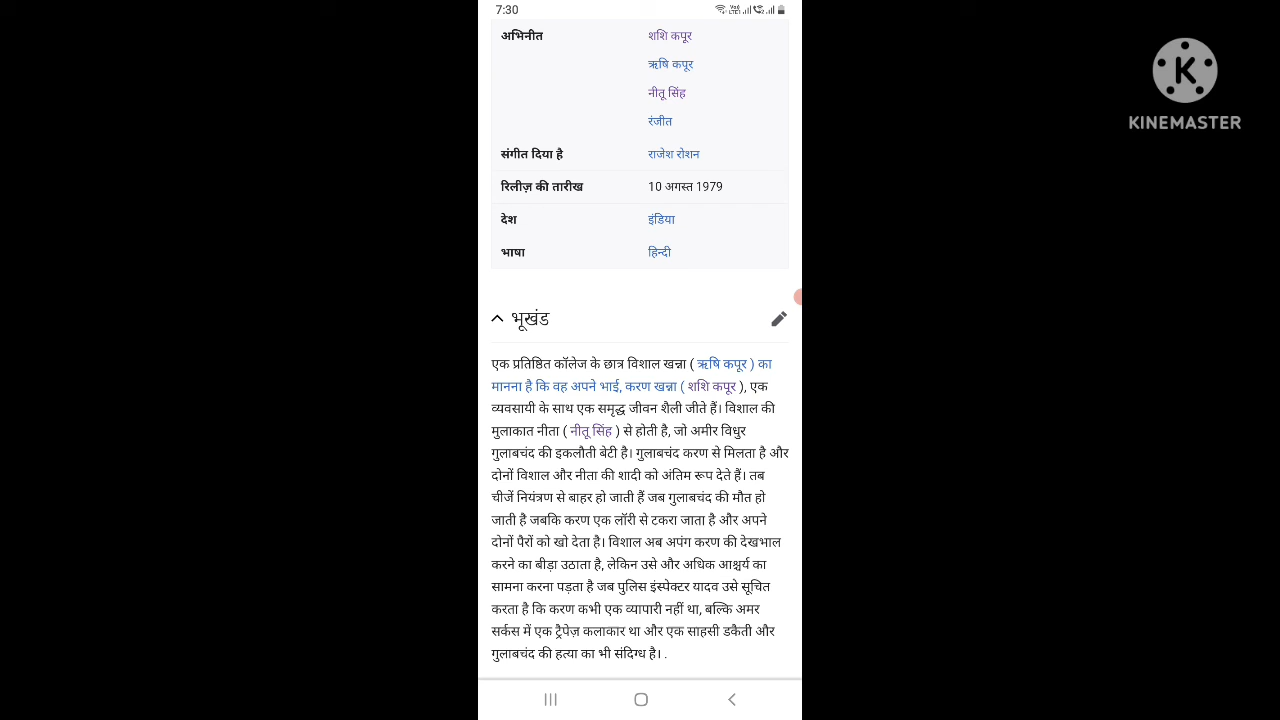 7:30
अभिनीत शशि कपूर
ऋषि कपूर
नीतू सिंह
रंजीत
संगीत दिया है राजेश रोशन
रिलीज़ की तारीख 10 अगस्त 1979
देश इंडिया
भाषा हिन्दी
भूखंड
एक प्रतिष्ठित कॉलेज के छात्र विशाल खन्ना ( ऋषि कपूर ) का
मानना है कि वह अपने भाई, करण खन्ना ( शशि कपूर ), एक
व्यवसायी के साथ एक समृद्ध जीवन शैली जीते हैं। विशाल की
मुलाकात नीता ( नीतू सिंह ) से होती है, जो अमीर विधुर
गुलाबचंद की इकलौती बेटी है। गुलाबचंद करण से मिलता है और
दोनों विशाल और नीता की शादी को अंतिम रूप देते हैं। तब
चीजें नियंत्रण से बाहर हो जाती हैं जब गुलाबचंद की मौत हो
जाती है जबकि करण एक लॉरी से टकरा जाता है और अपने
दोनों पैरों को खो देता है। विशाल अब अपंग करण की देखभाल
करने का बीड़ा उठाता है, लेकिन उसे और अधिक आश्चर्य का
सामना करना पड़ता है जब पुलिस इंस्पेक्टर यादव उसे सूचित
करता है कि करण कभी एक व्यापारी नहीं था, बल्कि अमर
सर्कस में एक ट्रैपेज़ कलाकार था और एक साहसी डकैती और
गुलाबचंद की हत्या का भी संदिग्ध है। .
KINEMASTER